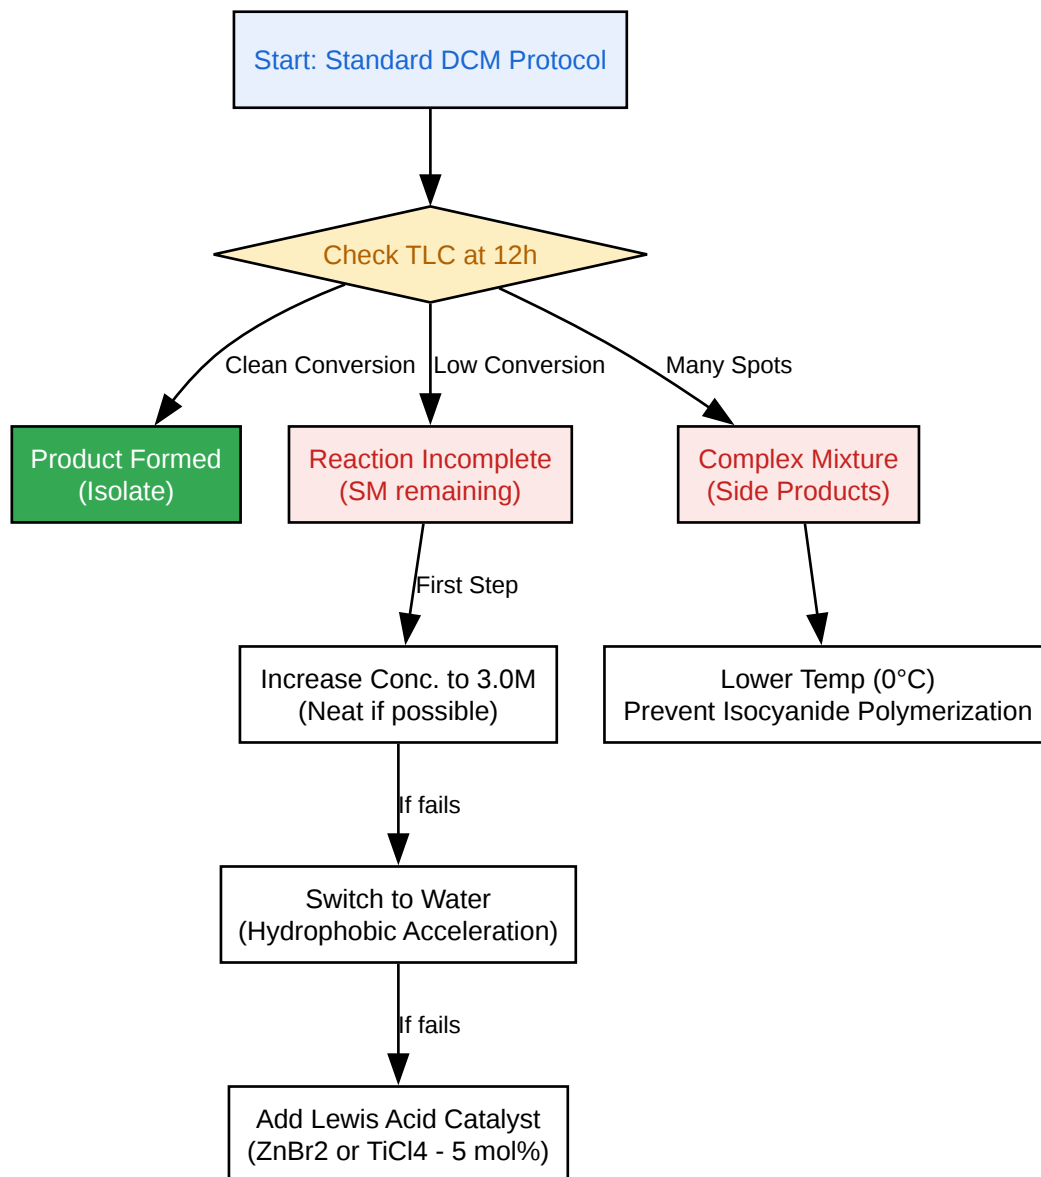 Start: Standard DCM Protocol
Check TLC at 12h
Clean Conversion
Low Conversion
Many Spots
Product Formed
(Isolate)
Reaction Incomplete
(SM remaining)
Complex Mixture
(Side Products)
First Step
Increase Conc. to 3.0M
(Neat if possible)
Lower Temp (0°C)
Prevent Isocyanide Polymerization
If fails
Switch to Water
(Hydrophobic Acceleration)
If fails
Add Lewis Acid Catalyst
(ZnBr2 or TiCl4 - 5 mol%)